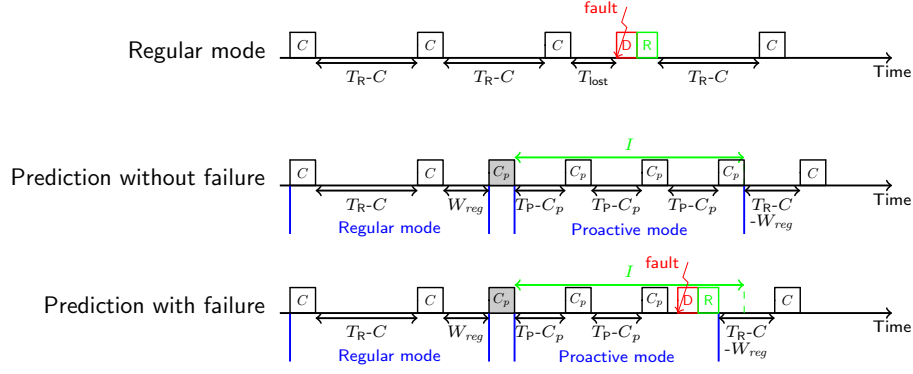 fault
Regular mode
C C C D R C
Time
T_R-C T_R-C T_lost T_R-C
I
Prediction without failure
C C C_p C_p C_p C_p C
Time
T_R-C W_reg T_P-C_p T_P-C_p T_P-C_p T_R-C
-W_reg
Regular mode Proactive mode
fault
I
Prediction with failure
C C C_p C_p C_p D R C
Time
T_R-C W_reg T_P-C_p T_P-C_p T_R-C
-W_reg
Regular mode Proactive mode